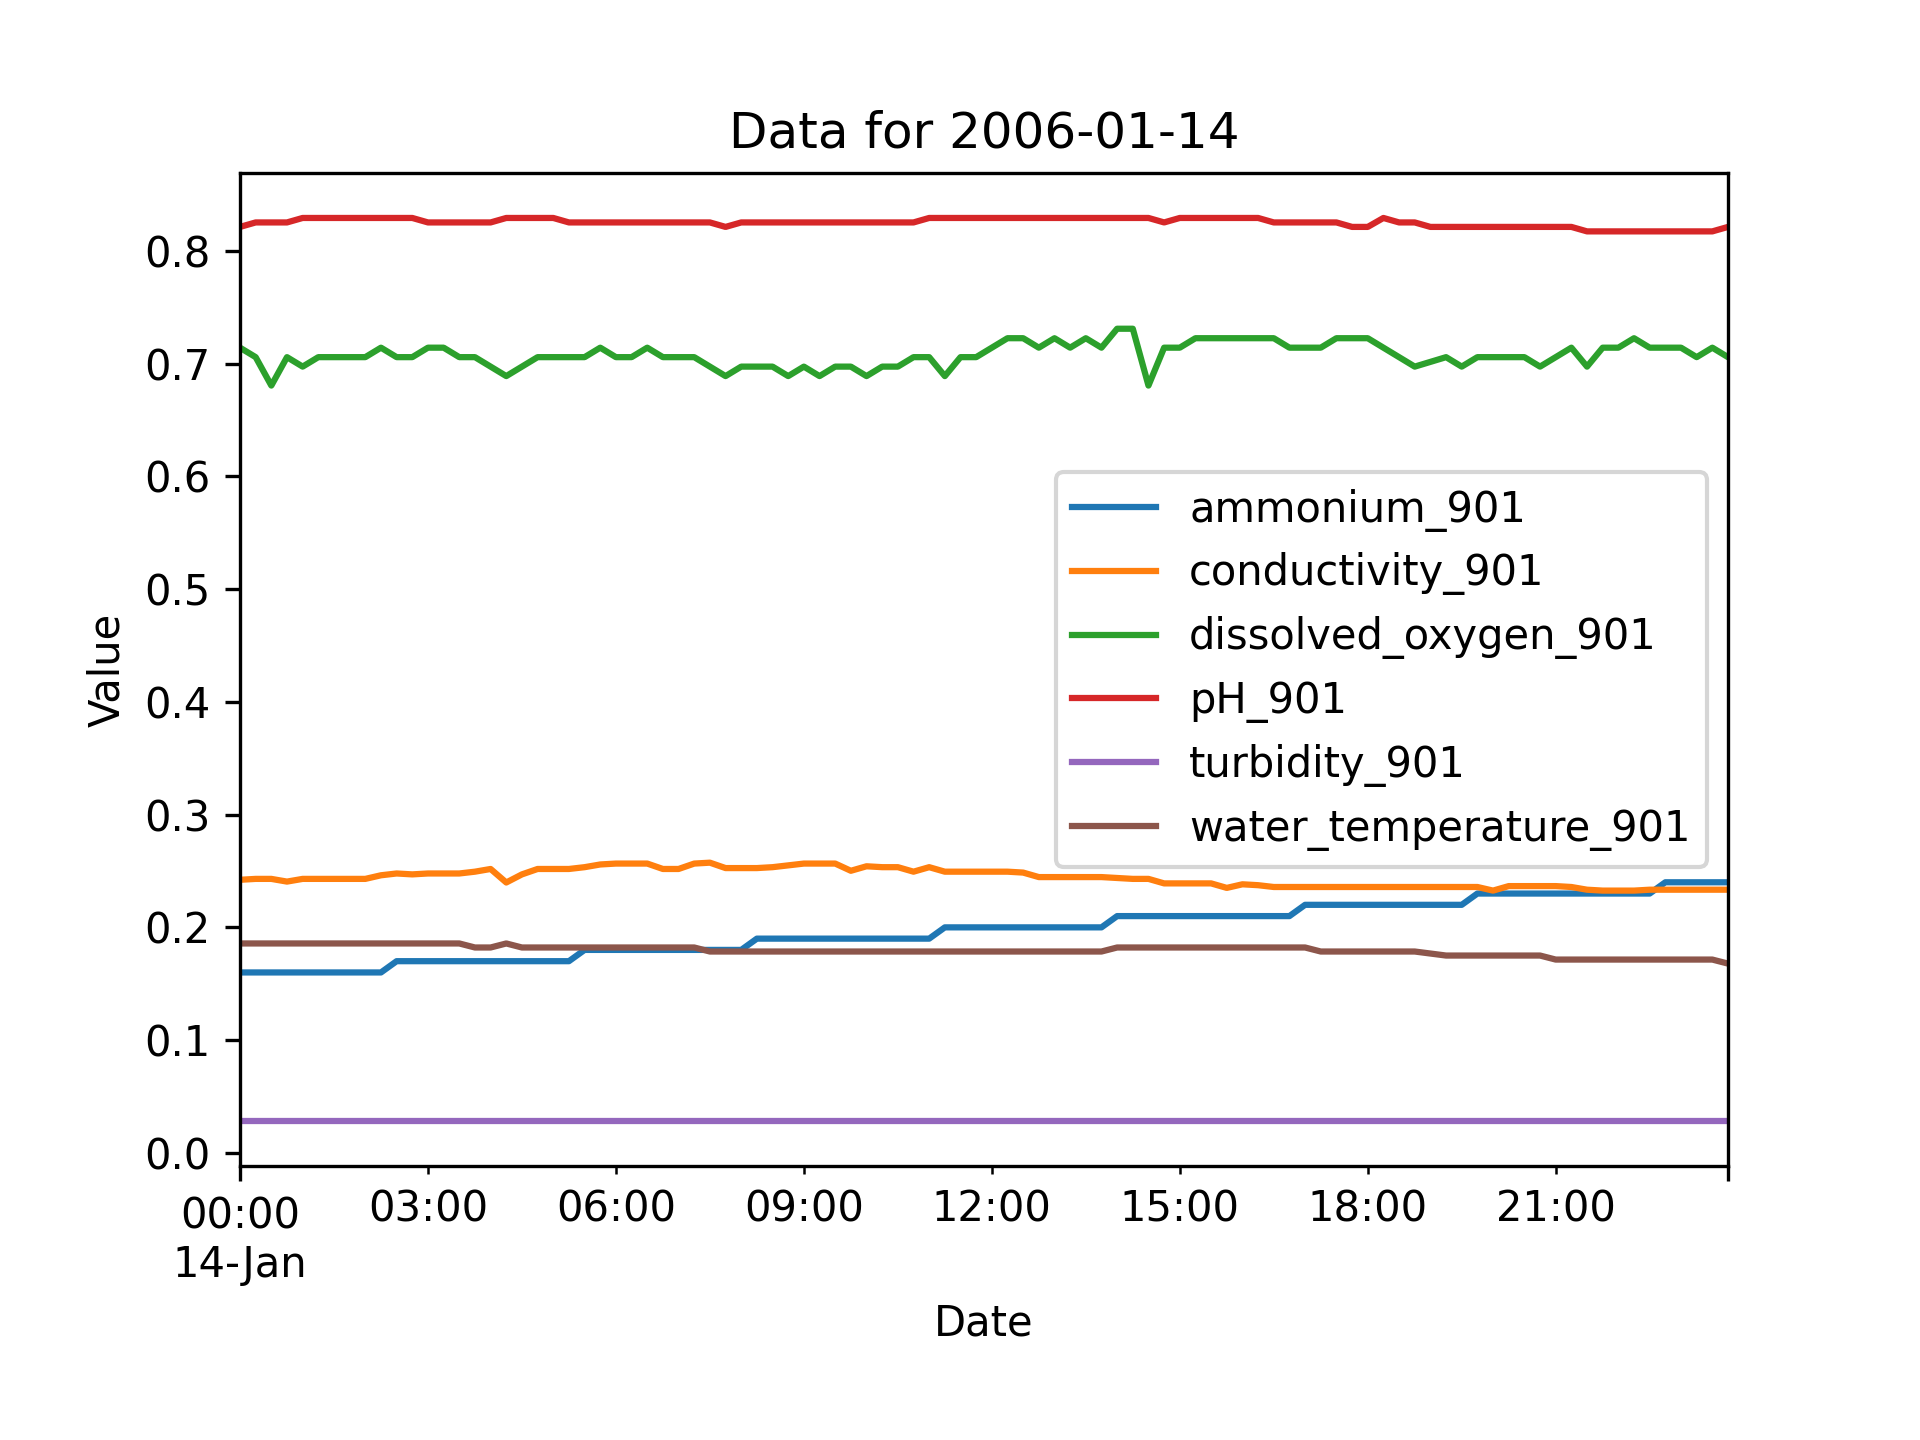 Data for 2006-01-14
Value
0.8
0.7
0.6
0.5
0.4
0.3
0.2
0.1
0.0
ammonium_901
conductivity_901
dissolved_oxygen_901
pH_901
turbidity_901
water_temperature_901
00:00 03:00 06:00 09:00 12:00 15:00 18:00 21:00
14-Jan
Date